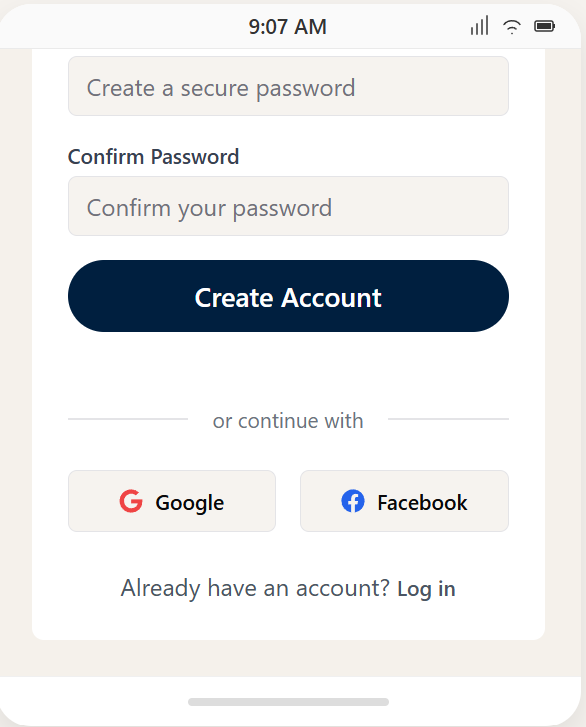 9:07 AM
Create a secure password
Confirm Password
Confirm your password
Create Account
or continue with
Google
Facebook
Already have an account? Log in